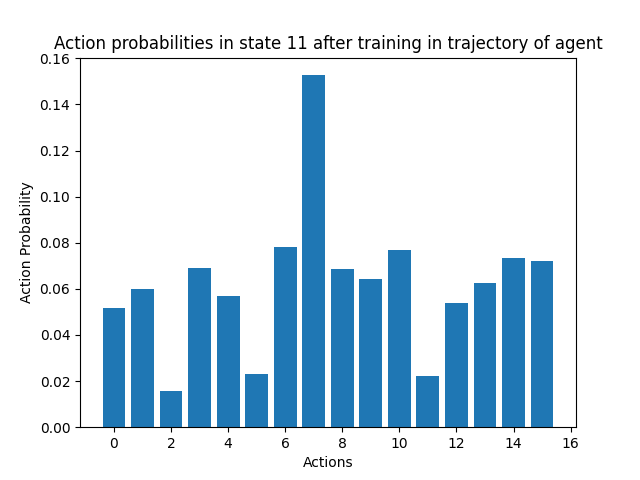 Action probabilities in state 11 after training in trajectory of agent
0.16
0.14
0.12
0.10
0.08
0.06
0.04
0.02
0.00
Action Probability
0 2 4 6 8 10 12 14 16
Actions